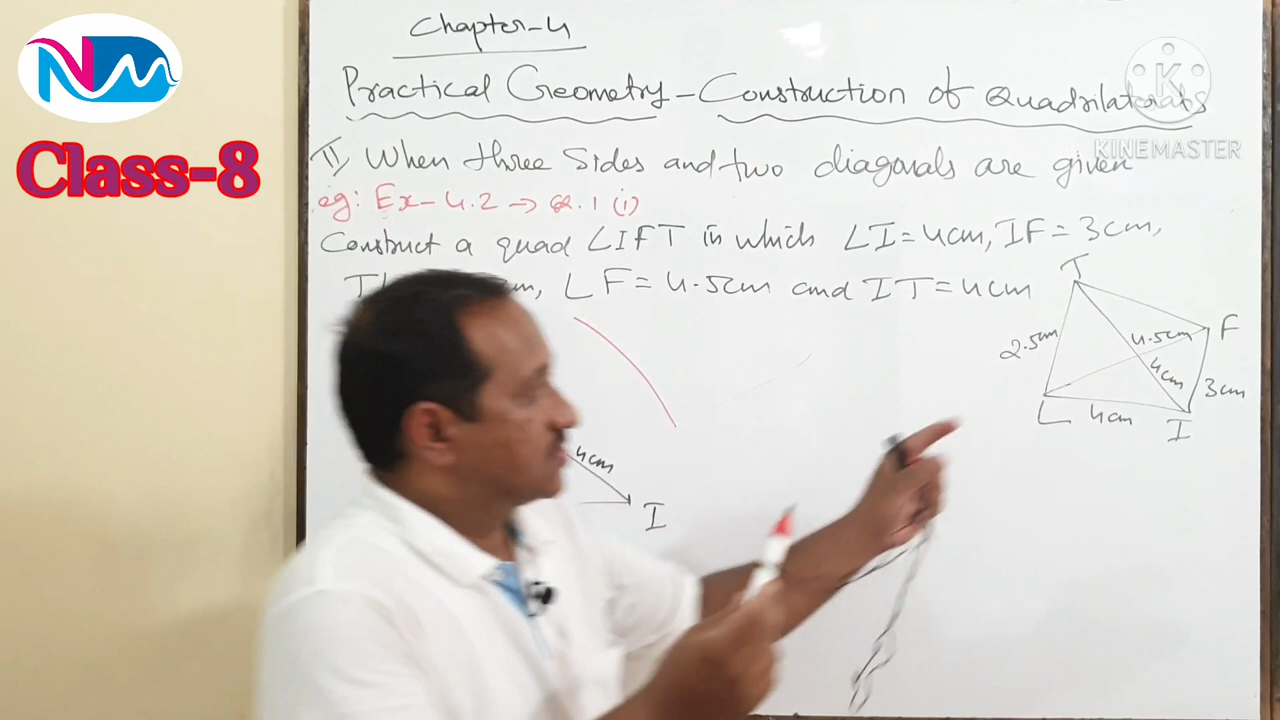 NDM
Class-8
KINEMASTER
Chapter-4
Practical Geometry - Construction of Quadrilaterals
II, When three sides and two diagonals are given
eg: Ex-4.2 → Q.1 (i)
Construct a quad LIFT in which LI=4cm, IF=3cm,
LF=4.5cm and IT=4cm
T
4.5cm
F
2.5cm
4cm
3cm
L
4cm
I
4cm
I